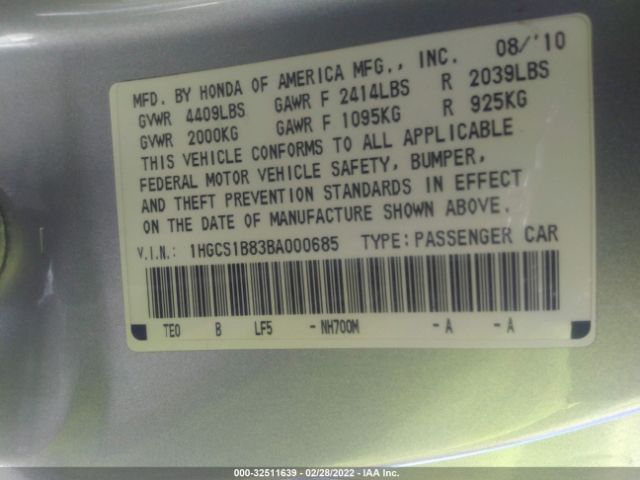 MFD. BY HONDA OF AMERICA MFG., INC. 08/'10
GVWR 4409LBS GAWR F 2414LBS R 2039LBS
GVWR 2000KG GAWR F 1095KG R 925KG
THIS VEHICLE CONFORMS TO ALL APPLICABLE
FEDERAL MOTOR VEHICLE SAFETY, BUMPER,
AND THEFT PREVENTION STANDARDS IN EFFECT
ON THE DATE OF MANUFACTURE SHOWN ABOVE.
V.I.N.: 1HGCS1B83BA000685 TYPE: PASSENGER CAR
TE0 B LF5 -NH700M -A -A
000-32511639 - 02/28/2022 - IAA Inc.